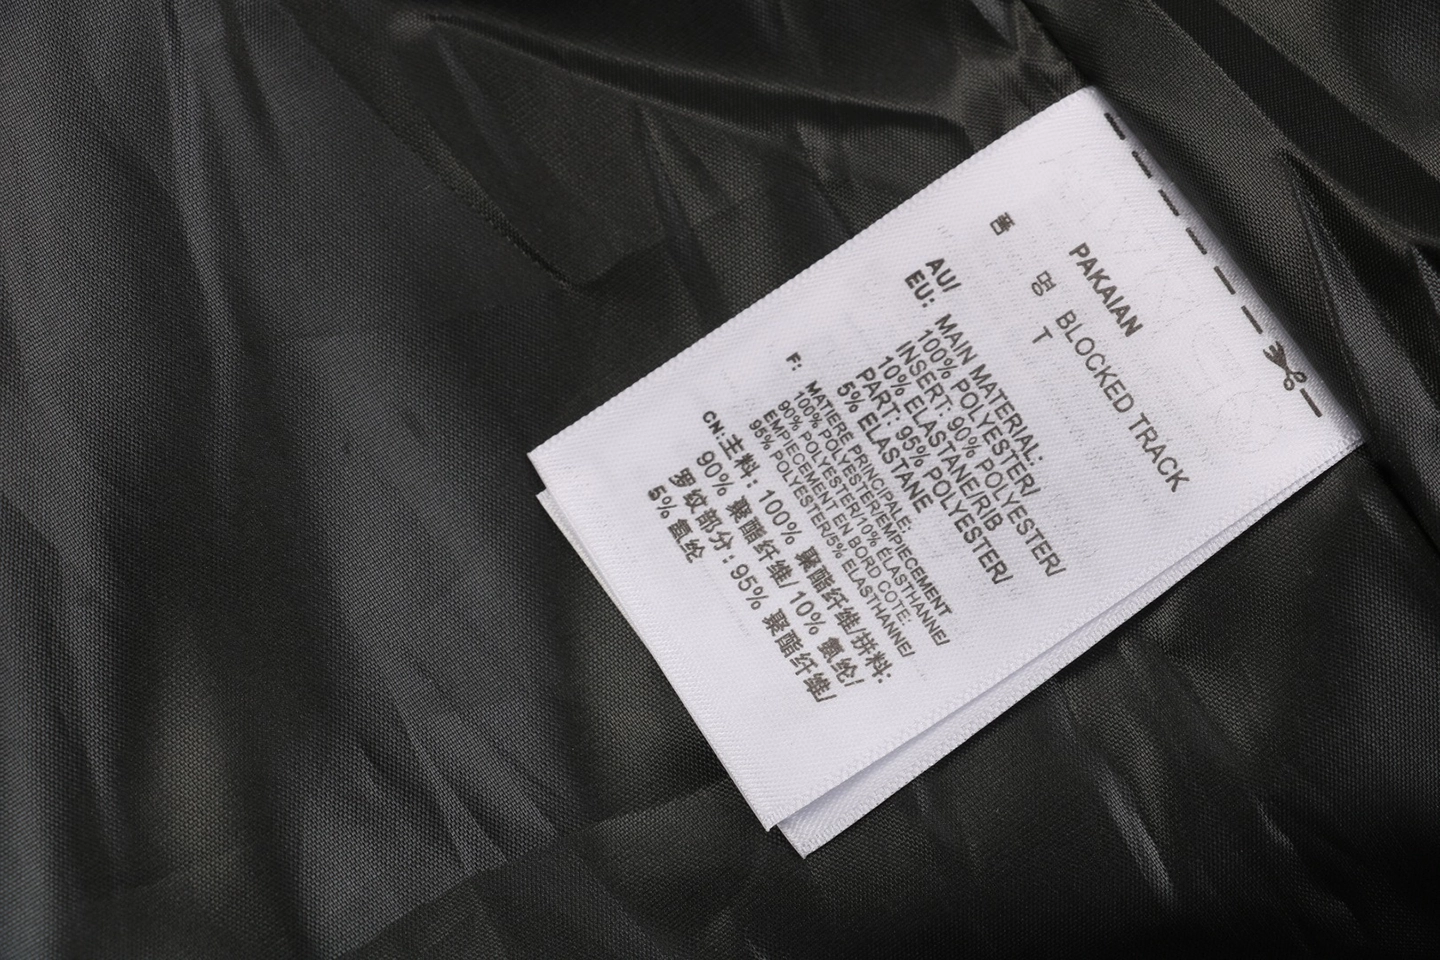 PAKAIAN
품 명 BLOCKED TRACK
T
AU/
EU: MAIN MATERIAL:
100% POLYESTER/
INSERT: 90% POLYESTER/
10% ELASTANE/RIB
PART: 95% POLYESTER/
5% ELASTANE
F: MATIERE PRINCIPALE:
100% POLYESTER/EMPIECEMENT
90% POLYESTER/10% ÉLASTHANNE/
EMPIECEMENT EN BORD COTE:
95% POLYESTER/5% ELASTHANNE/
CN:主料: 100% 聚酯纤维/拼料:
90% 聚酯纤维/ 10% 氨纶/
罗纹部分: 95% 聚酯纤维/
5% 氨纶